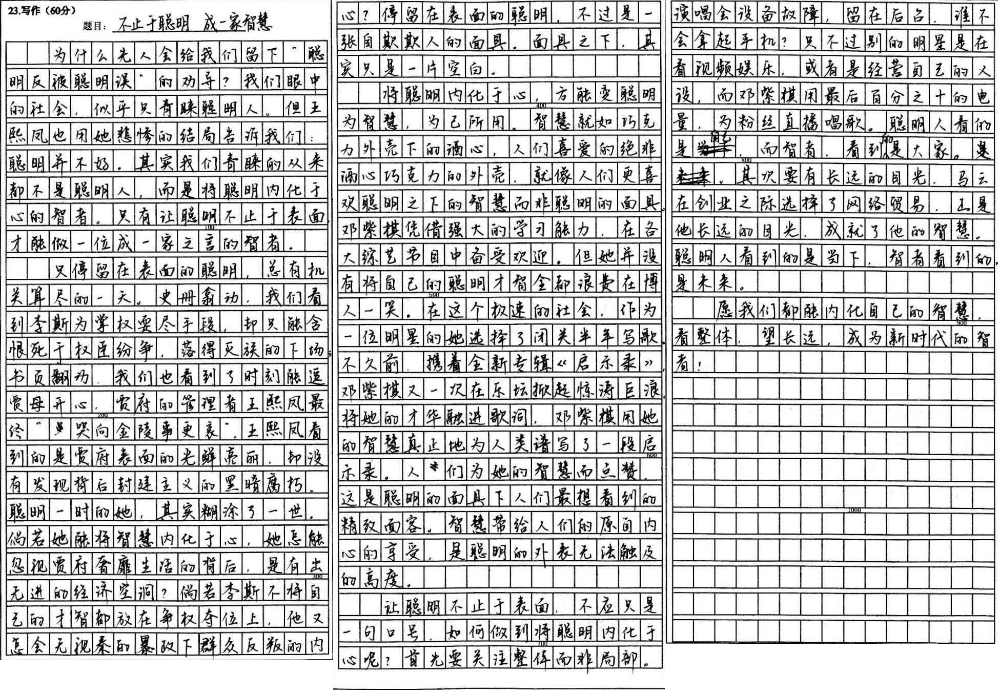 23.写作（60分）
题目：不止于聪明 成一家智慧
为什么先人会给我们留下“聪
明反被聪明误”的劝导？我们眼中
的社会，似乎只青睐聪明人。但王
熙凤也用她悲惨的结局告诉我们：
聪明并不好。其实我们青睐的从来
都不是聪明人，而是将聪明内化于
心的智者。只有让聪明不止于表面
才能做一位成一家之言的智者。
100
只停留在表面的聪明，总有机
关算尽的一天。史册翕动，我们看
到李斯为掌权耍尽手段，却只能含
恨死于权臣纷争，落得灭族的下场。
书页翻动，我们也看到了时刻能逗
贾母开心，贾府的管理者王熙凤最
终“哭向金陵事更哀”。王熙凤看
200
到的是贾府表面的光鲜亮丽，却没
有发现背后封建主义的黑暗腐朽。
聪明一时的她，其实糊涂了一世。
倘若她能将智慧内化于心，她怎能
忽视贾府奢靡生活的背后，是有出
300
无进的经济空洞？倘若李斯不将自
己的才智都放在争权夺位上，他又
怎会无视秦的暴政下群众反叛的内
心？停留在表面的聪明，不过是一
张自欺欺人的面具。面具之下，其
实只是一片空白。
将聪明内化于心，方能变聪明
400
为智慧，为己所用。智慧就如巧克
力外壳下的酒心，人们喜爱的绝非
酒心巧克力的外壳，就像人们更喜
欢聪明之下的智慧而非聪明的面具。
邓紫棋凭借强大的学习能力，在各
大综艺节目中备受欢迎。但她并没
有将自己的聪明才智全都浪费在博
500
人一笑。在这个极速的社会，作为
一位明星的她选择了闭关半年写歌
不久前，携着全新专辑《启示录》，
邓紫棋又一次在乐坛掀起惊涛巨浪
将她的才华融进歌词，邓紫棋用她
的智慧真正地为人类谱写了一段启
600
示录。人们为她的智慧而点赞，
这是聪明的面具下人们最想看到的
精致面容。智慧带给人们的原自内
心的享受，是聪明的外表无法触及
的高度。
让聪明不止于表面，不应只是
一句口号，如何做到将聪明内化于
心呢？首先要关注整体而非局部。
演唱会设备故障，留在后台，谁不
会拿起手机？只不过别的明星是在
看视频娱乐，或者是经营自己的人
设，而邓紫棋用最后百分之十的电
量，为粉丝直播唱歌。聪明人看的
是自己，而智者，看到是大家。是
800
其次要有长远的目光，马云
在创业之际选择了网络贸易，正是
他长远的目光，成就了他的智慧。
聪明人看到的是当下，智者看到的，
是未来。
愿我们都能内化自己的智慧，
900
看整体，望长远，成为新时代的智
者！
1000